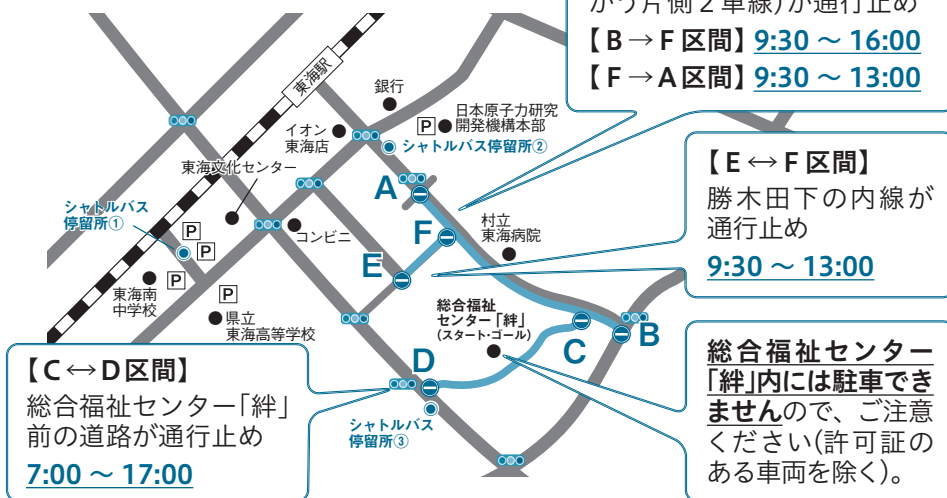 かう片側2車線)が通行止め
【B→F区間】9:30 ～ 16:00
【F→A区間】9:30 ～ 13:00
東海駅
銀行
日本原子力研究
開発機構本部
P
イオン
東海店
シャトルバス停留所②
東海文化センター
A
【E↔F区間】
勝木田下の内線が
通行止め
9:30 ～ 13:00
シャトルバス
停留所①
P
P
P
P
コンビニ
F
村立
東海病院
E
東海南
中学校
県立
東海高等学校
総合福祉
センター「絆」
(スタート・ゴール)
C
B
D
シャトルバス
停留所③
【C↔D区間】
総合福祉センター「絆」
前の道路が通行止め
7:00 ～ 17:00
総合福祉センター
「絆」内には駐車でき
ませんので、ご注意
ください(許可証の
ある車両を除く)。